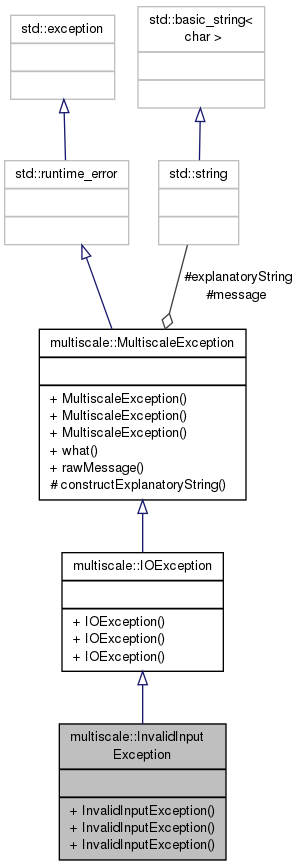 std::exception
std::basic_string<
char >
std::runtime_error
std::string
#explanatoryString
#message
multiscale::MultiscaleException
+ MultiscaleException()
+ MultiscaleException()
+ MultiscaleException()
+ what()
+ rawMessage()
# constructExplanatoryString()
multiscale::IOException
+ IOException()
+ IOException()
+ IOException()
multiscale::InvalidInput
Exception
+ InvalidInputException()
+ InvalidInputException()
+ InvalidInputException()